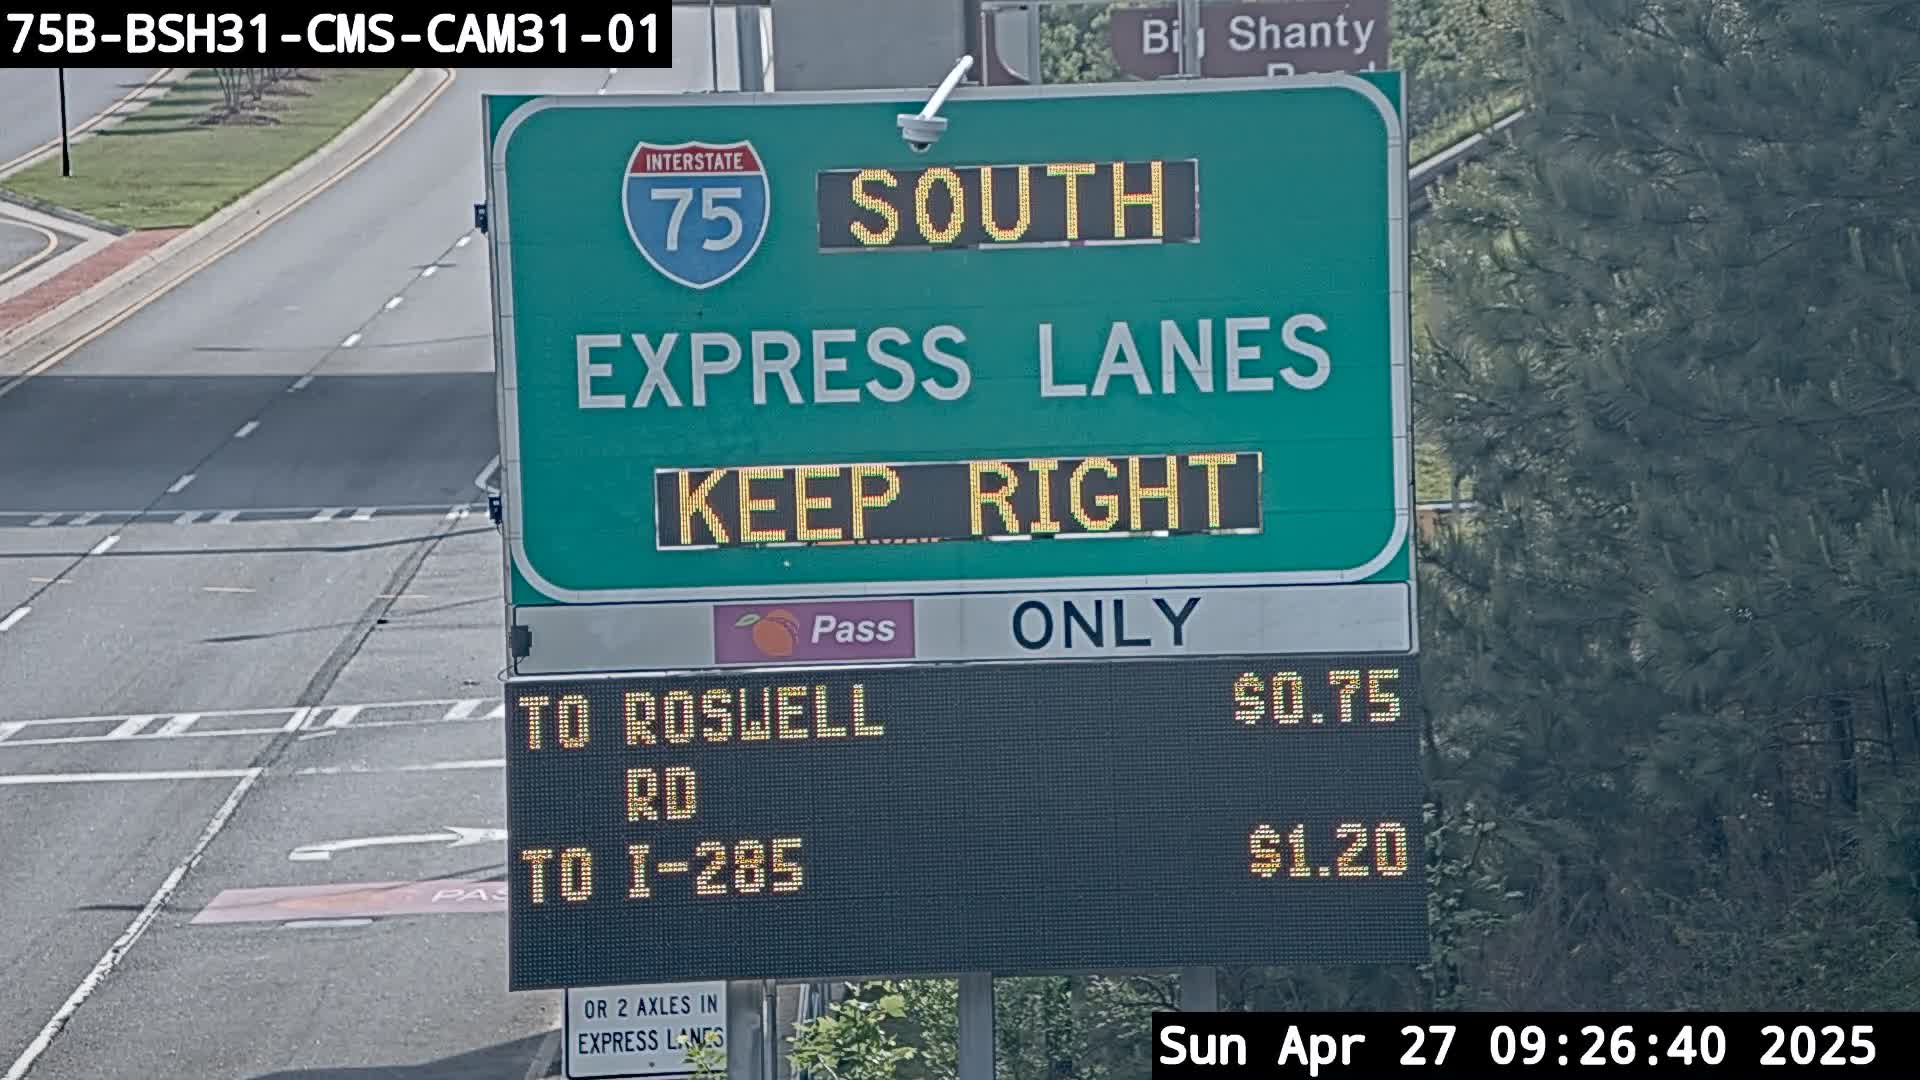 75B-BSH31-CMS-CAM31-01
Big Shanty
INTERSTATE
75
SOUTH
EXPRESS LANES
KEEP RIGHT
Pass ONLY
TO ROSWELL $0.75
RD
TO I-285 $1.20
OR 2 AXLES IN
EXPRESS LANES
Sun Apr 27 09:26:40 2025